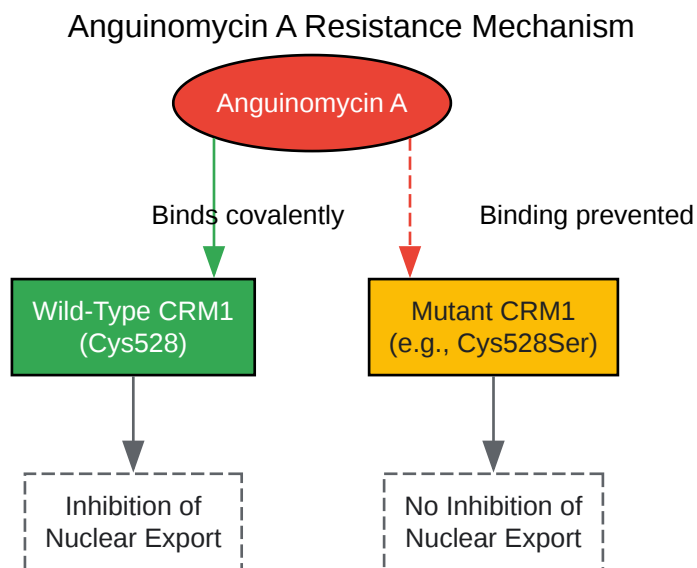 Anguinomycin A Resistance Mechanism
Anguinomycin A
Binds covalently
Binding prevented
Wild-Type CRM1
(Cys528)
Mutant CRM1
(e.g., Cys528Ser)
Inhibition of
Nuclear Export
No Inhibition of
Nuclear Export